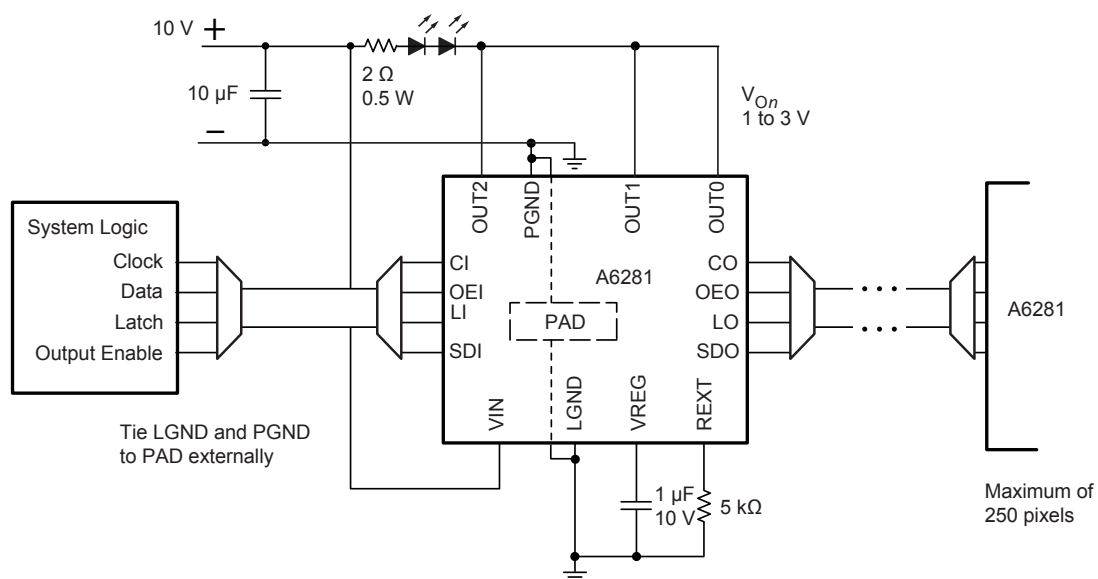 10 V +
10 µF
–
2 Ω
0.5 W
V_On
1 to 3 V
OUT2
PGND
OUT1
OUT0
System Logic
Clock
Data
Latch
Output Enable
CI
OEI
LI
SDI
A6281
PAD
CO
OEO
LO
SDO
A6281
VIN
LGND
VREG
REXT
Tie LGND and PGND
to PAD externally
1 µF
10 V
5 kΩ
Maximum of
250 pixels